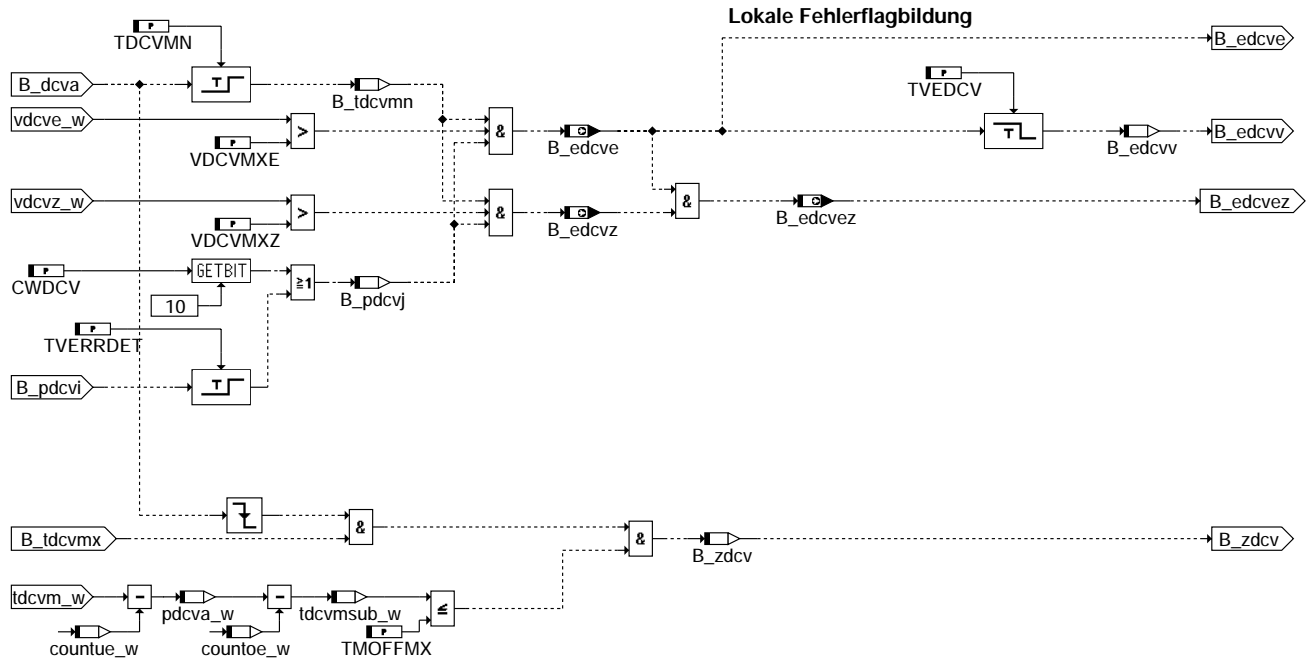 Lokale Fehlerflagbildung
P
TDCVMN
B_edcve
B_dcva
T
B_tdcvmn
P
TVEDCV
vdcve_w
>
P
VDCVMXE
&
B_edcve
T
B_edcvv
B_edcvv
vdcvz_w
>
P
VDCVMXZ
&
B_edcvz
&
B_edcvez
B_edcvez
P
CWDCV
GETBIT
10
≧1
B_pdcvj
P
TVERRDET
B_pdcvi
T
B_tdcvmx
&
&
B_zdcv
B_zdcv
tdcvm_w
-
pdcva_w
-
tdcvmsub_w
≤
countue_w
countoe_w
P
TMOFFMX